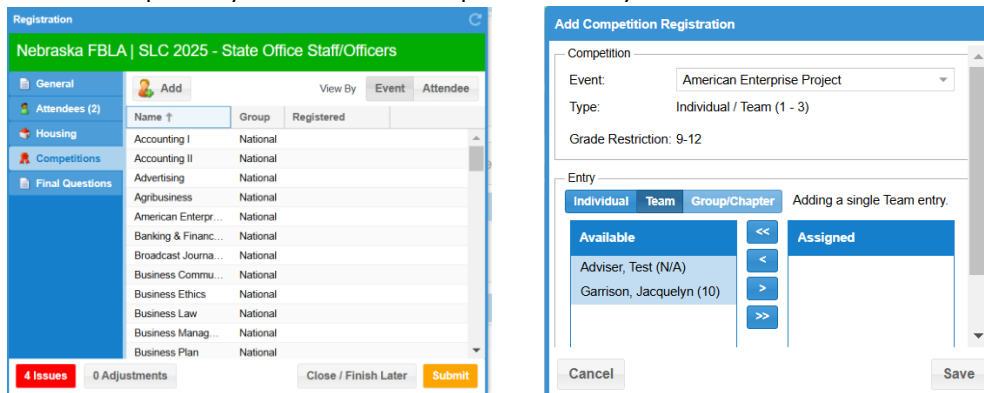 Registration
Nebraska FBLA | SLC 2025 - State Office Staff/Officers
General
Attendees (2)
Housing
Competitions
Final Questions
Add View By Event Attendee
Name ↑ Group Registered
Accounting I National
Accounting II National
Advertising National
Agribusiness National
American Enterpr... National
Banking & Financ... National
Broadcast Journa... National
Business Commu... National
Business Ethics National
Business Law National
Business Manag... National
Business Plan National
4 Issues 0 Adjustments Close / Finish Later Submit
Add Competition Registration
Competition
Event: American Enterprise Project
Type: Individual / Team (1 - 3)
Grade Restriction: 9-12
Entry
Individual Team Group/Chapter Adding a single Team entry.
Available << Assigned
Adviser, Test (N/A) <
Garrison, Jacquelyn (10) >
>>
Cancel Save